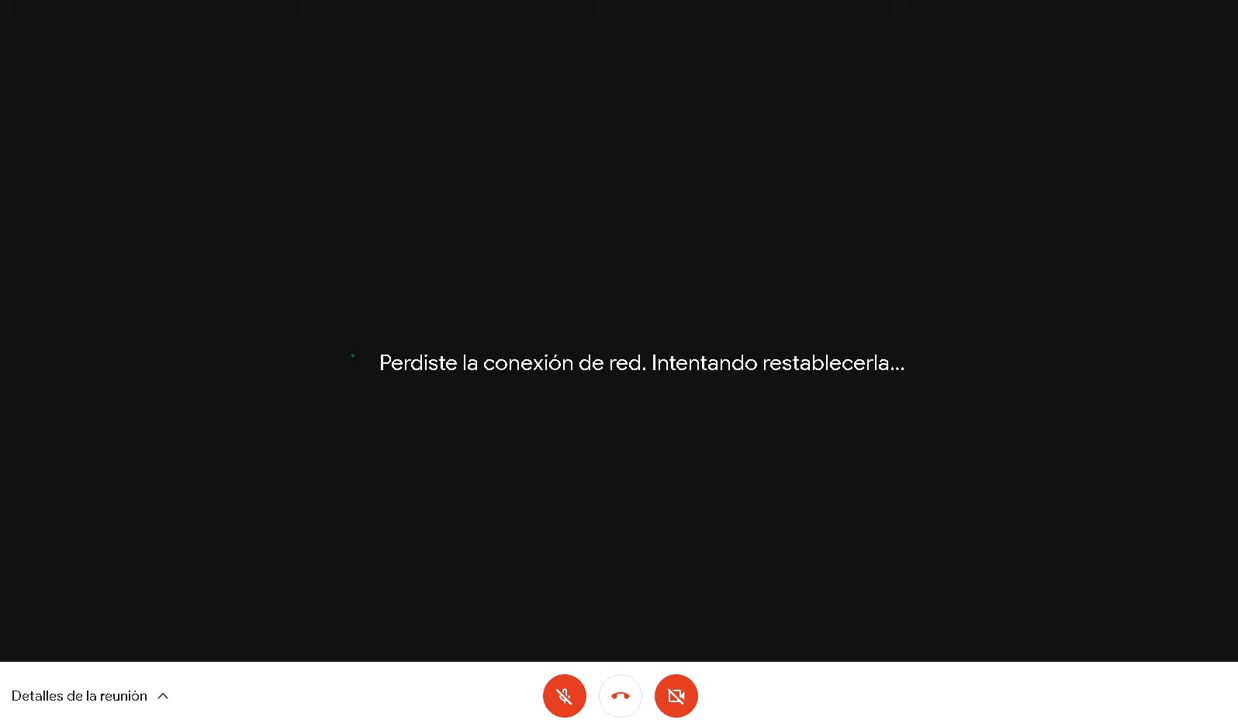 Perdiste la conexión de red. Intentando restablecerla...
Detalles de la reunión